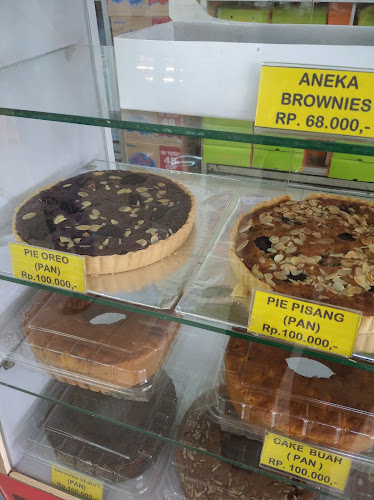 ANEKA
BROWNIES
RP. 68.000,-
PIE OREO
(PAN)
Rp.100.000,-
PIE PISANG
(PAN)
Rp.100.000,-
CAKE BUAH
(PAN)
Rp.100.000,-